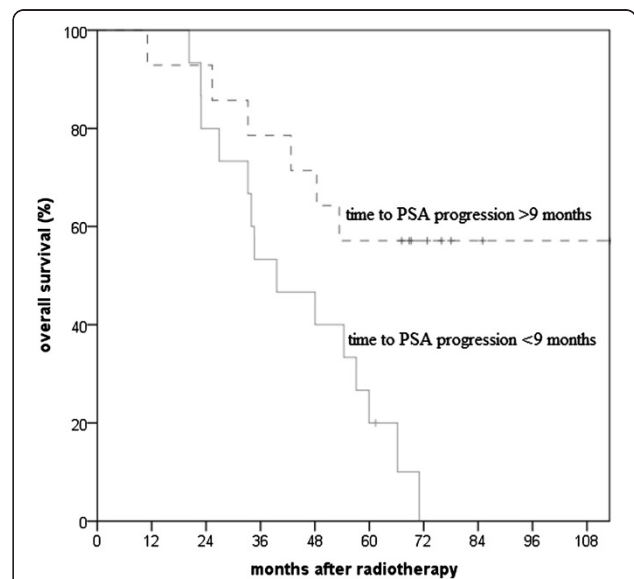 100
80
60
40
20
0
overall survival (%)
time to PSA progression >9 months
time to PSA progression <9 months
0 12 24 36 48 60 72 84 96 108
months after radiotherapy